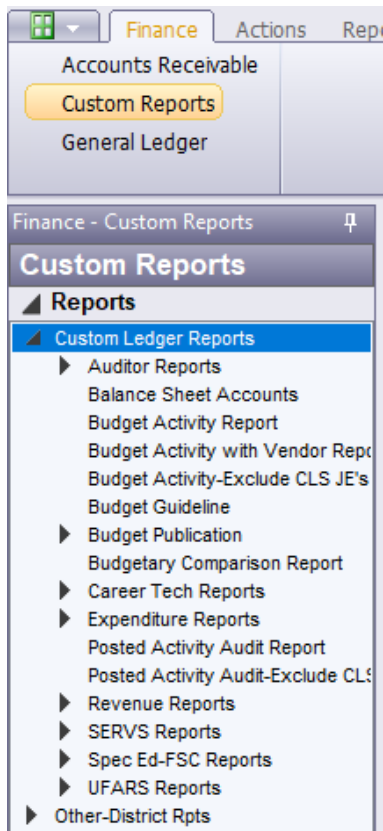 Finance Actions Repo
Accounts Receivable
Custom Reports
General Ledger
Finance - Custom Reports
Custom Reports
Reports
Custom Ledger Reports
Auditor Reports
Balance Sheet Accounts
Budget Activity Report
Budget Activity with Vendor Repo
Budget Activity-Exclude CLS JE's
Budget Guideline
Budget Publication
Budgetary Comparison Report
Career Tech Reports
Expenditure Reports
Posted Activity Audit Report
Posted Activity Audit-Exclude CLS
Revenue Reports
SERVS Reports
Spec Ed-FSC Reports
UFARS Reports
Other-District Rpts